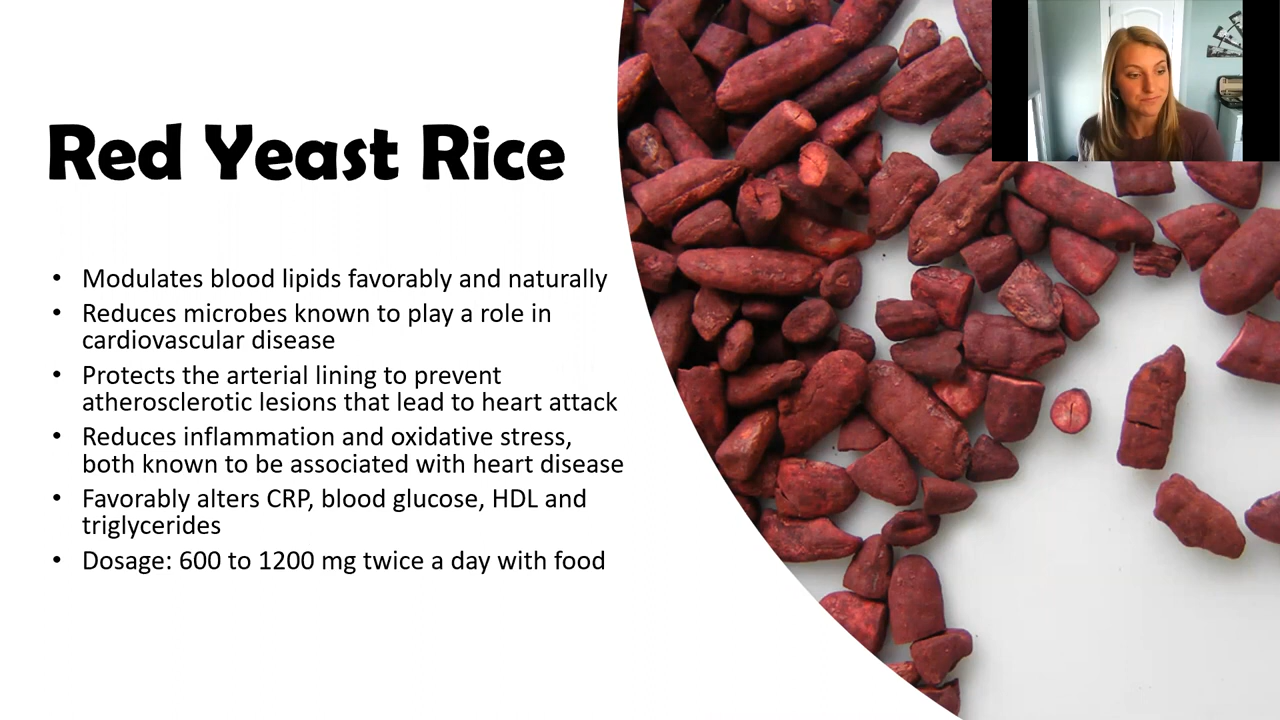 Red Yeast Rice
• Modulates blood lipids favorably and naturally
• Reduces microbes known to play a role in
cardiovascular disease
• Protects the arterial lining to prevent
atherosclerotic lesions that lead to heart attack
• Reduces inflammation and oxidative stress,
both known to be associated with heart disease
• Favorably alters CRP, blood glucose, HDL and
triglycerides
• Dosage: 600 to 1200 mg twice a day with food